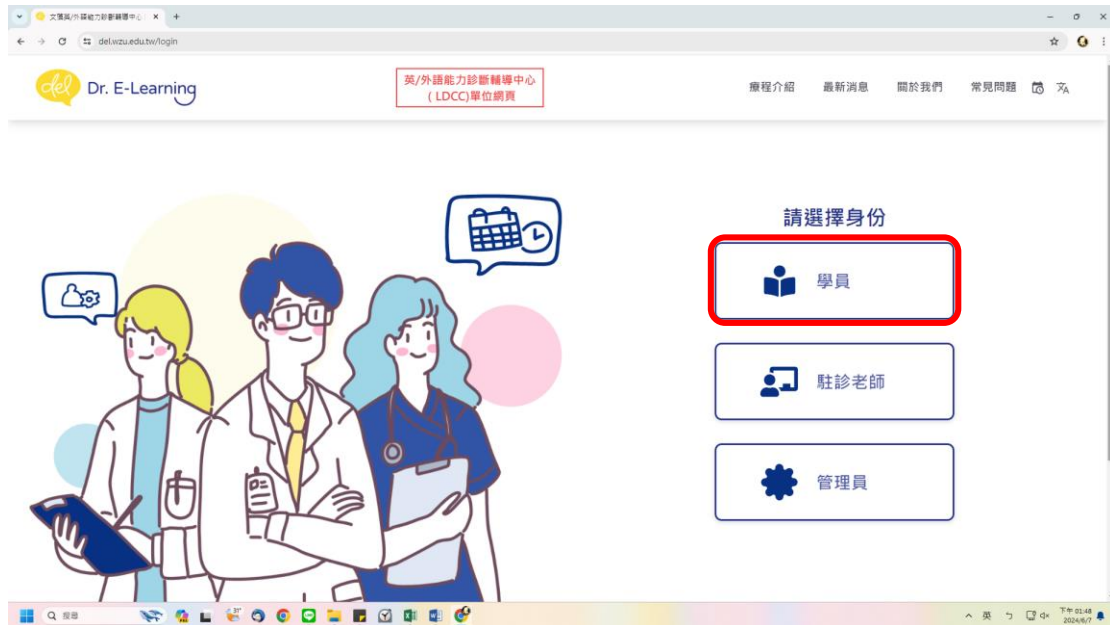 文藻英/外語能力診斷輔導中心
del.wzu.edu.tw/login
del Dr. E-Learning
英/外語能力診斷輔導中心
( LDCC)單位網頁
療程介紹 最新消息 關於我們 常見問題
請選擇身份
學員
駐診老師
管理員
搜尋
31°
英 ㄅ
下午 01:48
2024/6/7